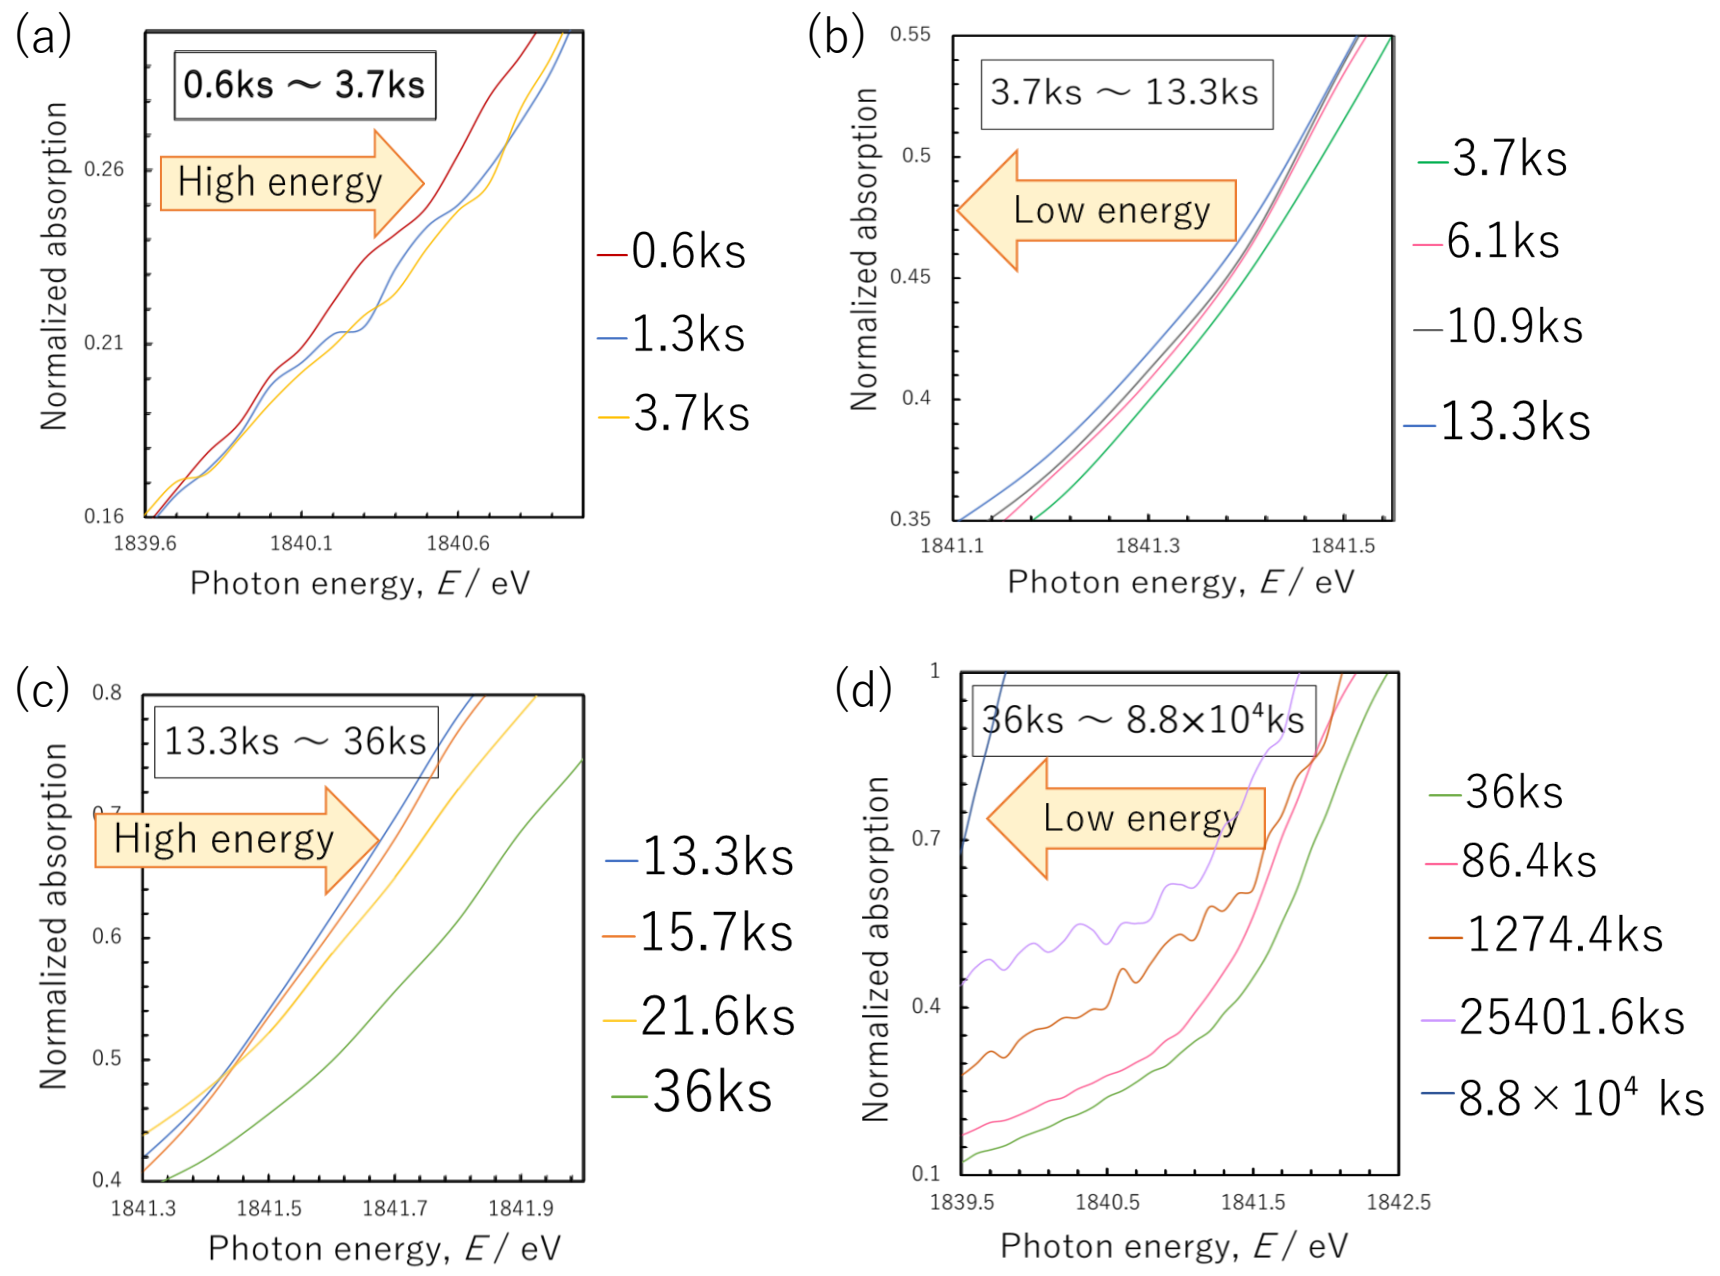 (a)
0.6ks ～ 3.7ks
High energy
Normalized absorption
0.26
0.21
0.16
1839.6
1840.1
1840.6
Photon energy, E / eV
0.6ks
1.3ks
3.7ks
(b)
0.55
3.7ks ～ 13.3ks
Low energy
Normalized absorption
0.5
0.45
0.4
0.35
1841.1
1841.3
1841.5
Photon energy, E / eV
3.7ks
6.1ks
10.9ks
13.3ks
(c)
0.8
13.3ks ～ 36ks
0.7
High energy
Normalized absorption
0.6
0.5
0.4
1841.3
1841.5
1841.7
1841.9
Photon energy, E / eV
13.3ks
15.7ks
21.6ks
36ks
(d)
1
36ks ～ 8.8×10⁴ks
Low energy
Normalized absorption
0.7
0.4
0.1
1839.5
1840.5
1841.5
1842.5
Photon energy, E / eV
36ks
86.4ks
1274.4ks
25401.6ks
8.8×10⁴ ks